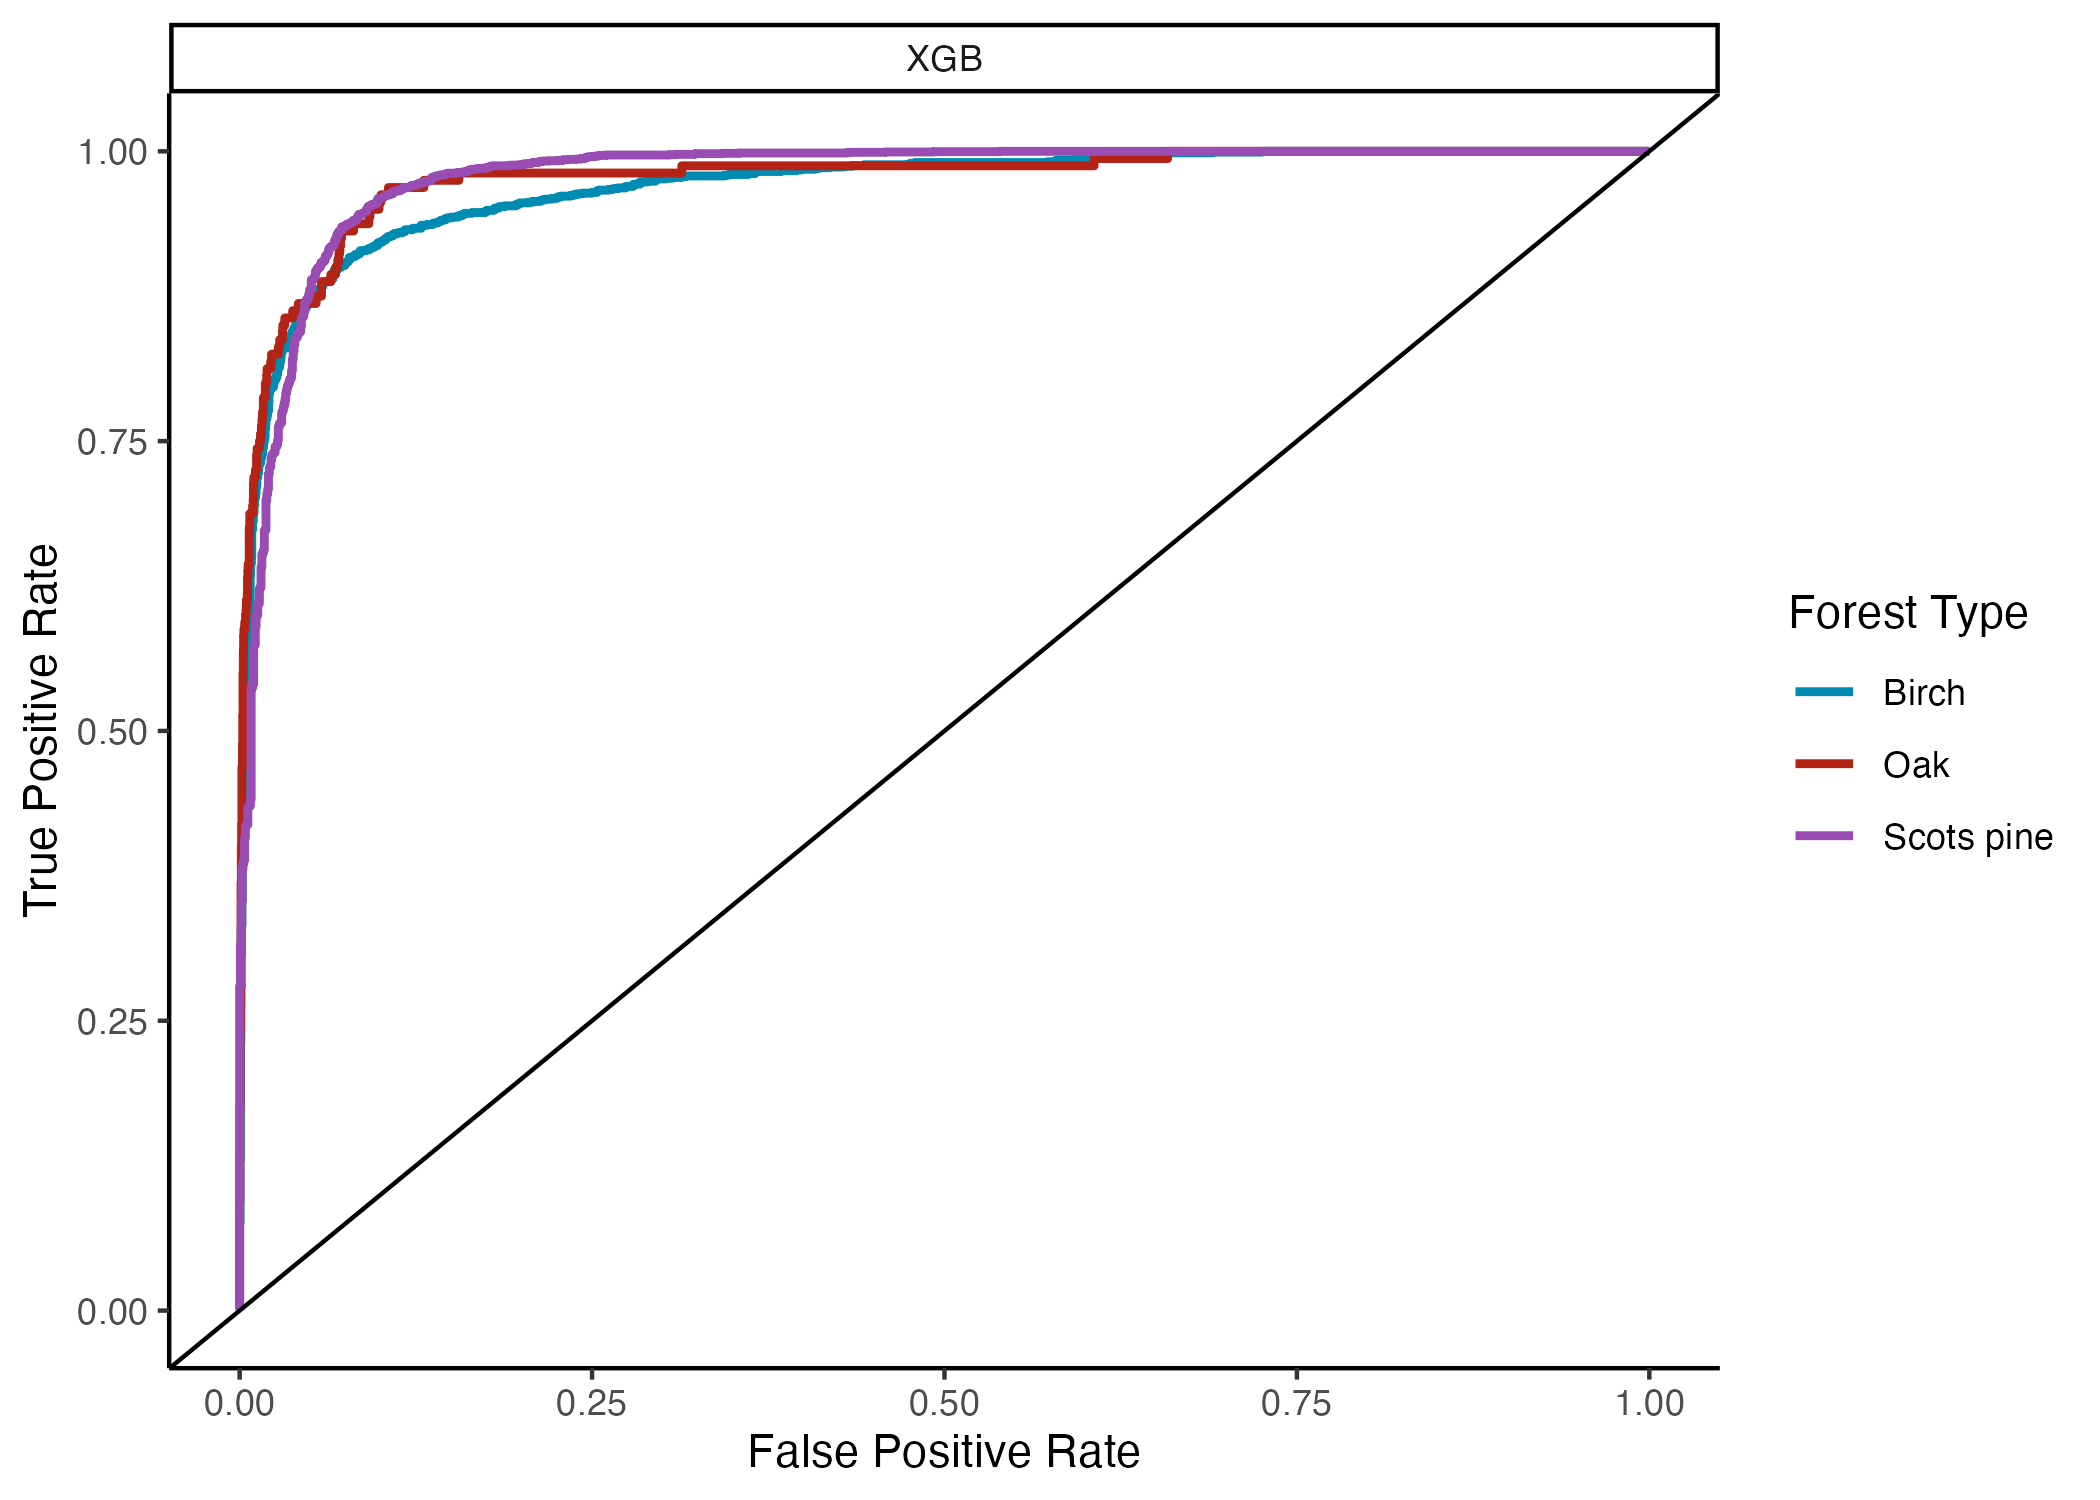 XGB
1.00
0.75
0.50
0.25
0.00
True Positive Rate
0.00 0.25 0.50 0.75 1.00
False Positive Rate
Forest Type
Birch
Oak
Scots pine